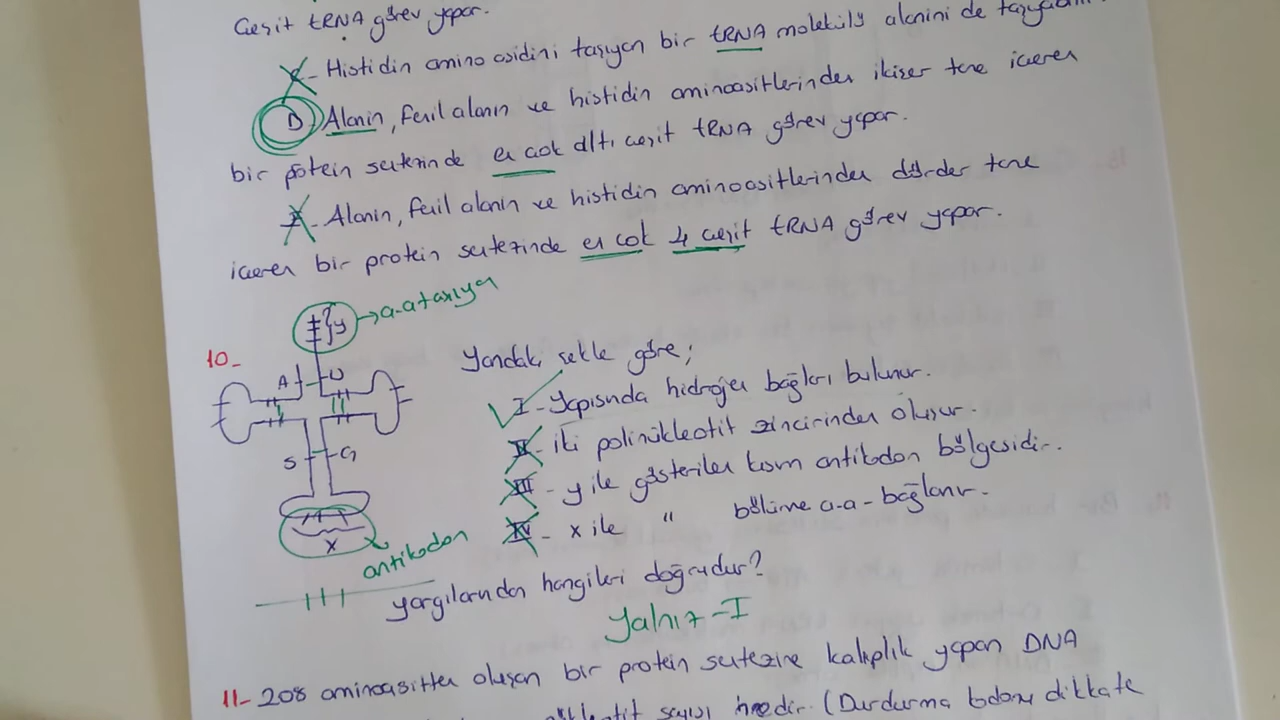 Çeşit tRNA görev yapar.
C- Histidin amino asidini taşıyan bir tRNA molekülü alanini de
D- Alanin, fenil alanin ve histidin aminoasitlerinden ikişer tane içeren
bir protein sentezinde en çok altı çeşit tRNA görev yapar.
- Alanin, fenil alanin ve histidin aminoasitlerinden dörder tane
içeren bir protein sentezinde en çok 4 çeşit tRNA görev yapar.
10-
y → a.a taşıyan
A U
S G
X antikodon
Yandaki şekle göre;
I- Yapısında hidrojen bağları bulunur.
II- iki polinükleotit zincirinden oluşur.
III- y ile gösterilen kısım antikodon bölgesidir.
IV- x ile " bölüme a.a - bağlanır.
yargılarından hangileri doğrudur?
Yalnız-I
11- 208 aminoasitten oluşan bir protein sentezine kalıplık yapan DNA
sayısı nedir. (Durdurma kodonu dikkate